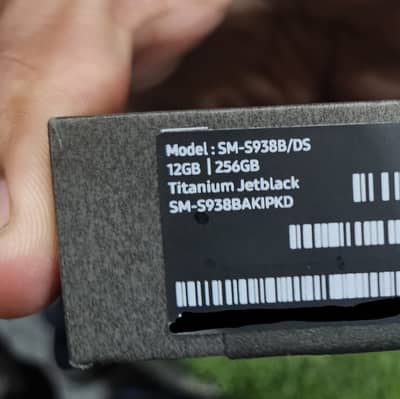 Model : SM-S938B/DS
12GB | 256GB
Titanium Jetblack
SM-S938BAKIPKD